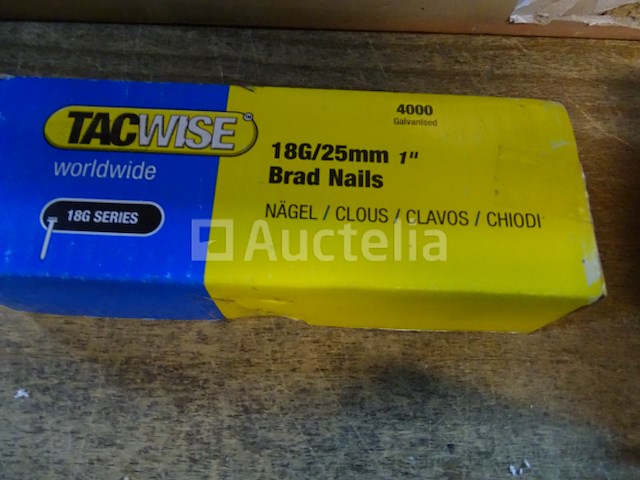 TACWISE
worldwide
18G SERIES
4000
Galvanised
18G/25mm 1"
Brad Nails
NÄGEL / CLOUS / CLAVOS / CHIODI
Auctelia